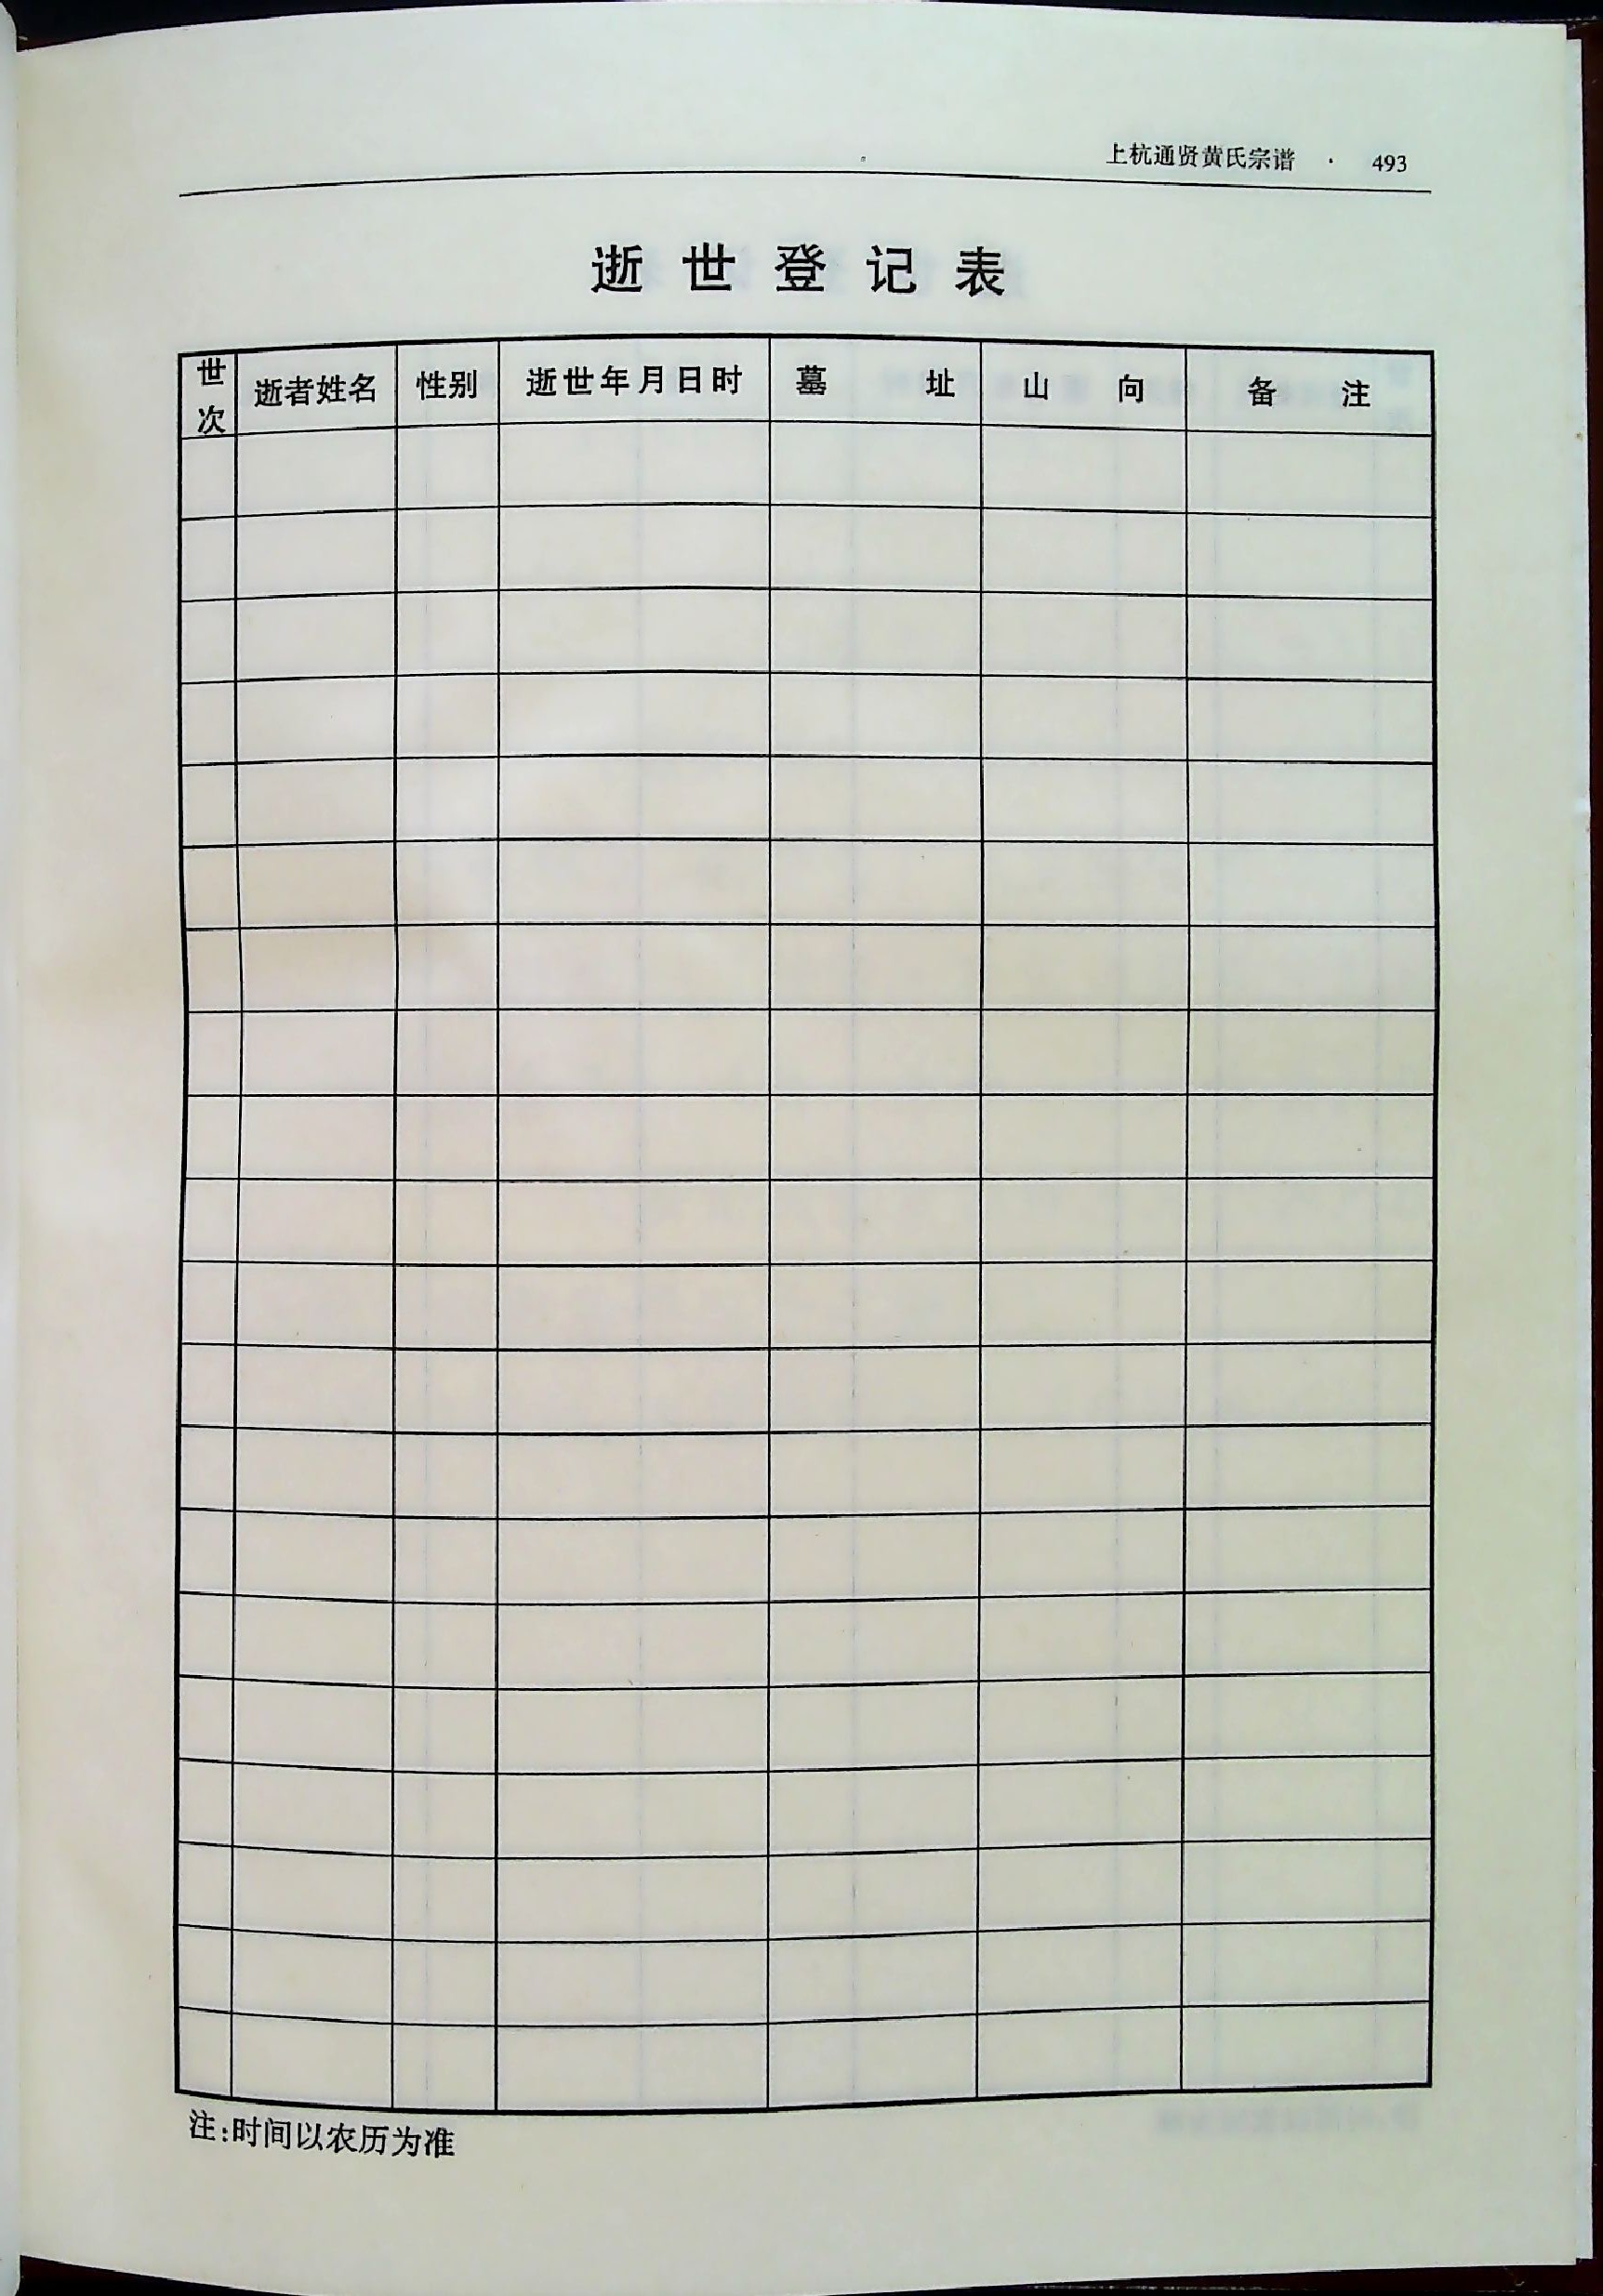 上杭通贤黄氏宗谱 · 493
逝世登记表
世次 逝者姓名 性别 逝世年月日时 墓址 山向 备注
注:时间以农历为准